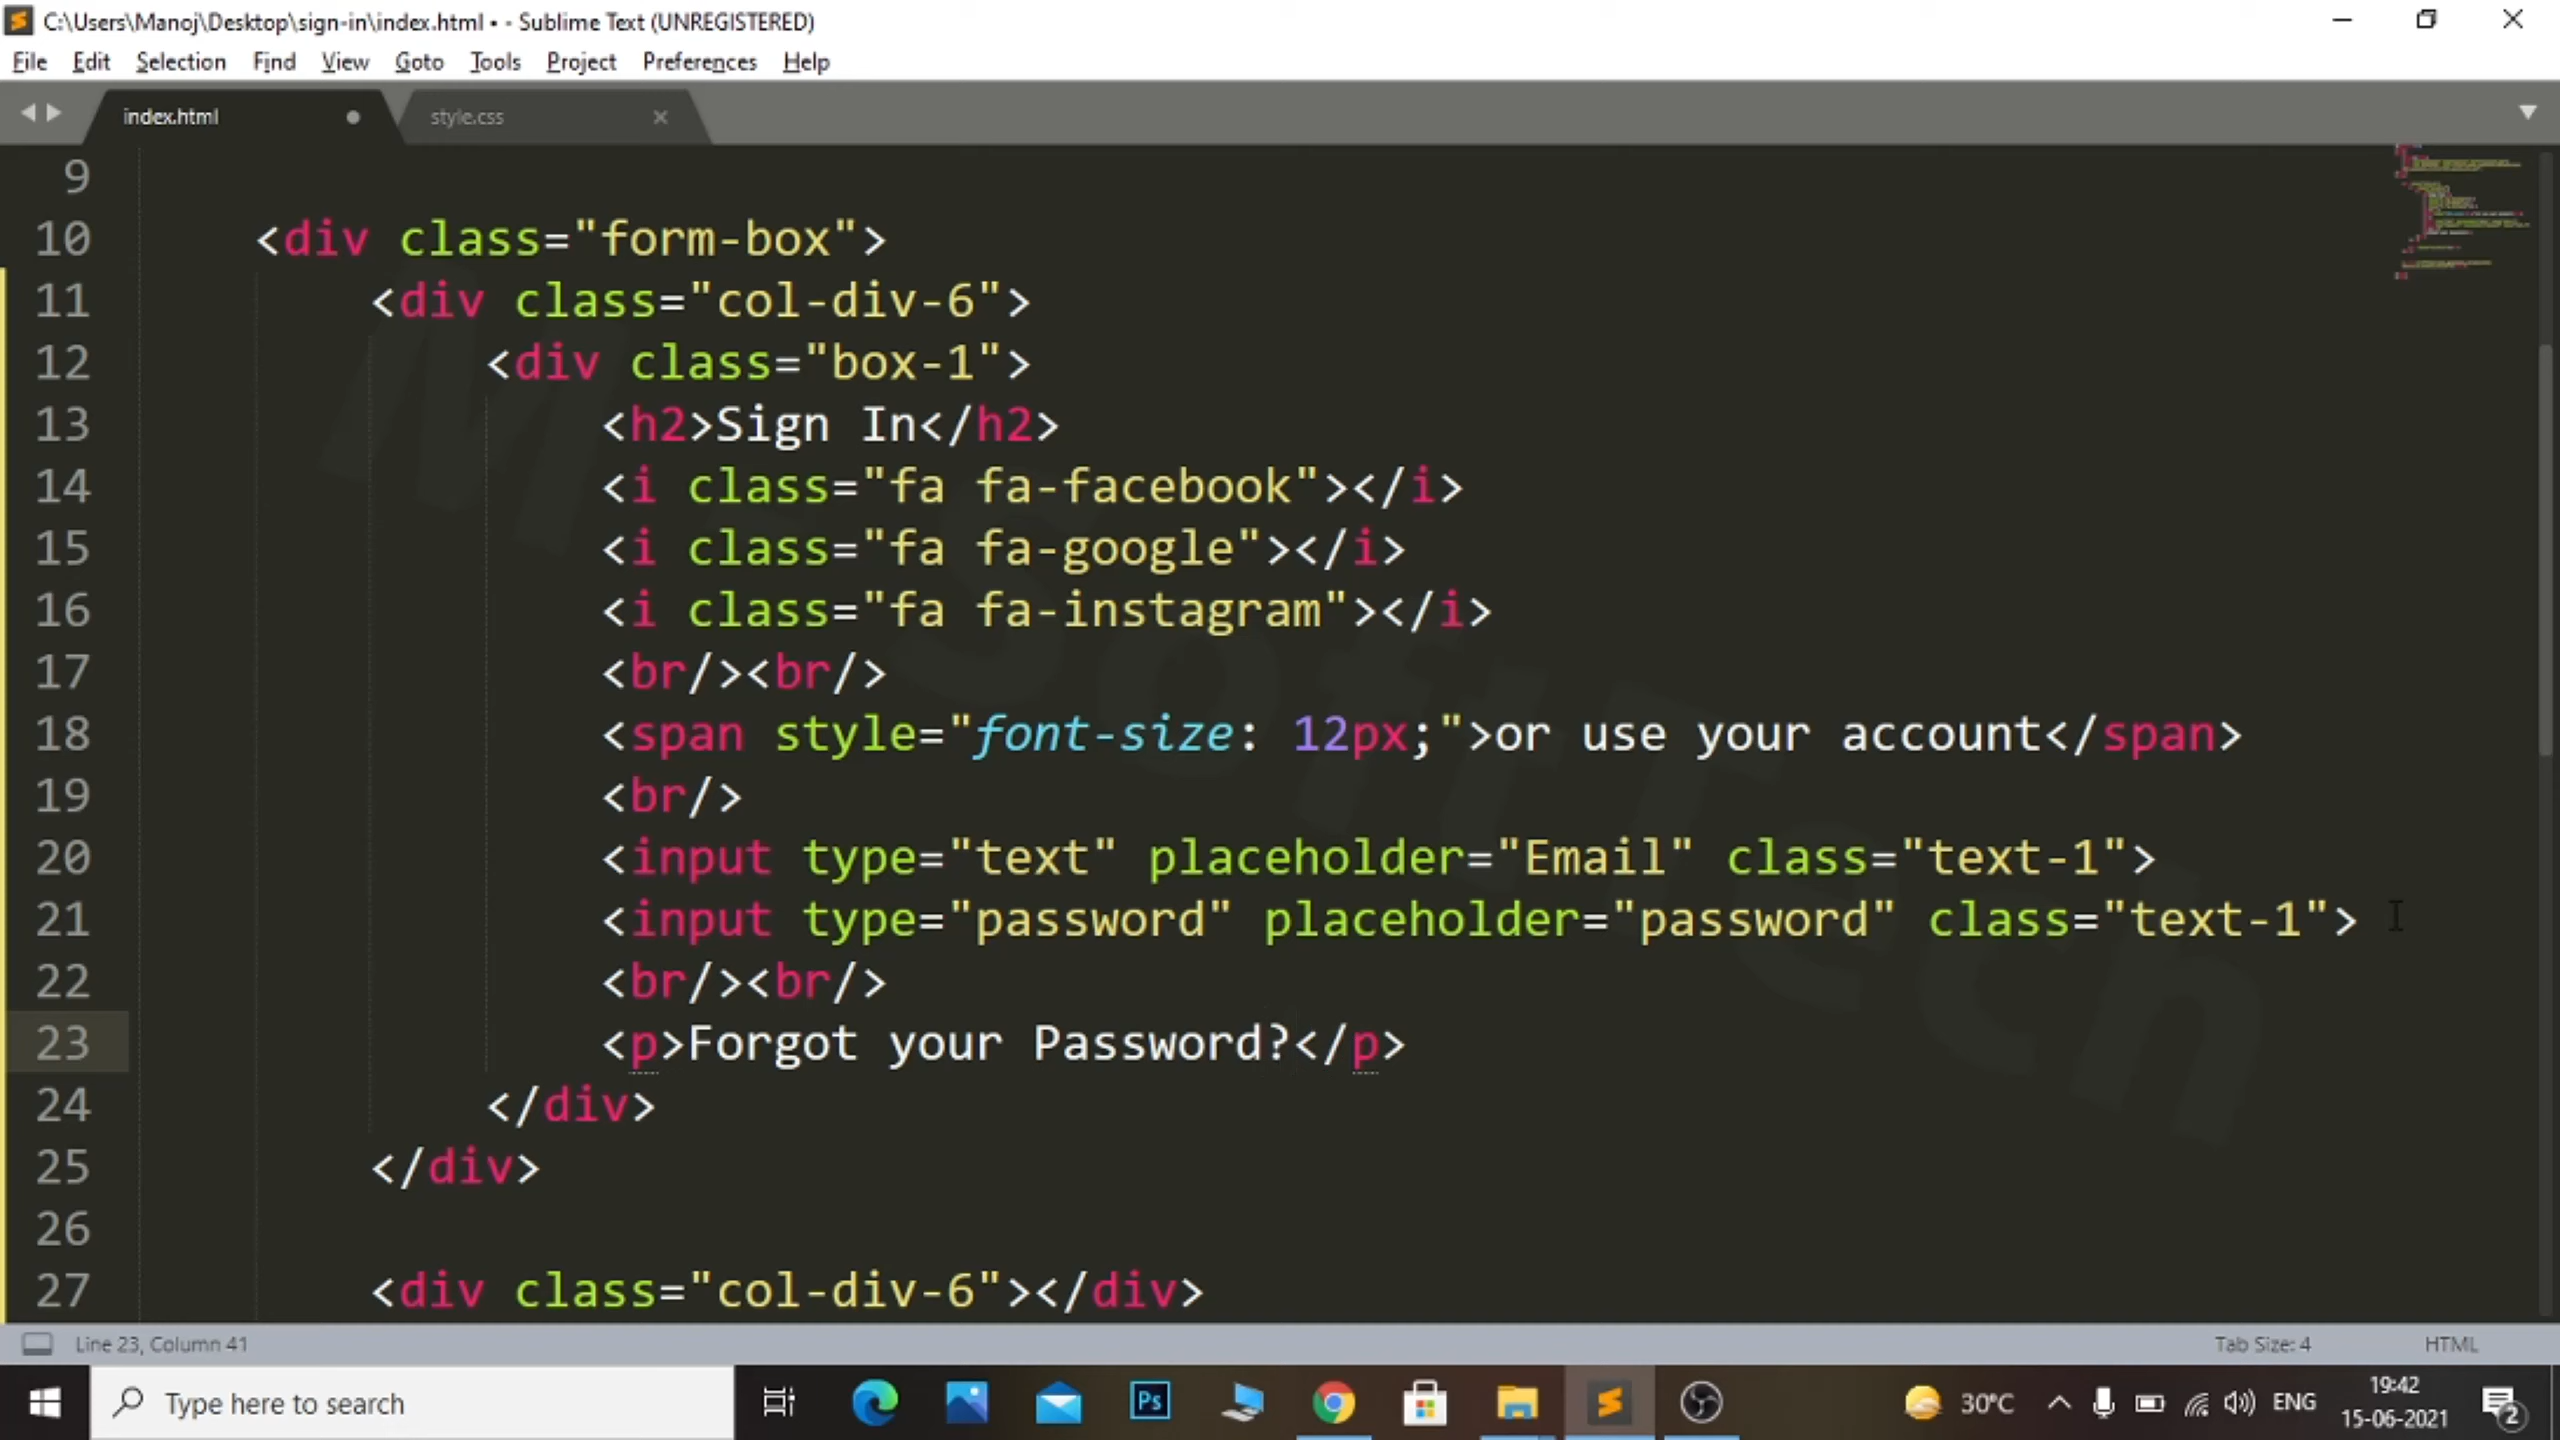 C:\Users\Manoj\Desktop\sign-in\index.html • - Sublime Text (UNREGISTERED)
File Edit Selection Find View Goto Tools Project Preferences Help
index.html style.css
9
10 <div class="form-box">
11 <div class="col-div-6">
12 <div class="box-1">
13 <h2>Sign In</h2>
14 <i class="fa fa-facebook"></i>
15 <i class="fa fa-google"></i>
16 <i class="fa fa-instagram"></i>
17 <br/><br/>
18 <span style="font-size: 12px;">or use your account</span>
19 <br/>
20 <input type="text" placeholder="Email" class="text-1">
21 <input type="password" placeholder="password" class="text-1">
22 <br/><br/>
23 <p>Forgot your Password?</p>
24 </div>
25 </div>
26
27 <div class="col-div-6"></div>
M SoftTech
Line 23, Column 41 Tab Size: 4 HTML
Type here to search Ps 30°C ENG 19:42
15-06-2021 2